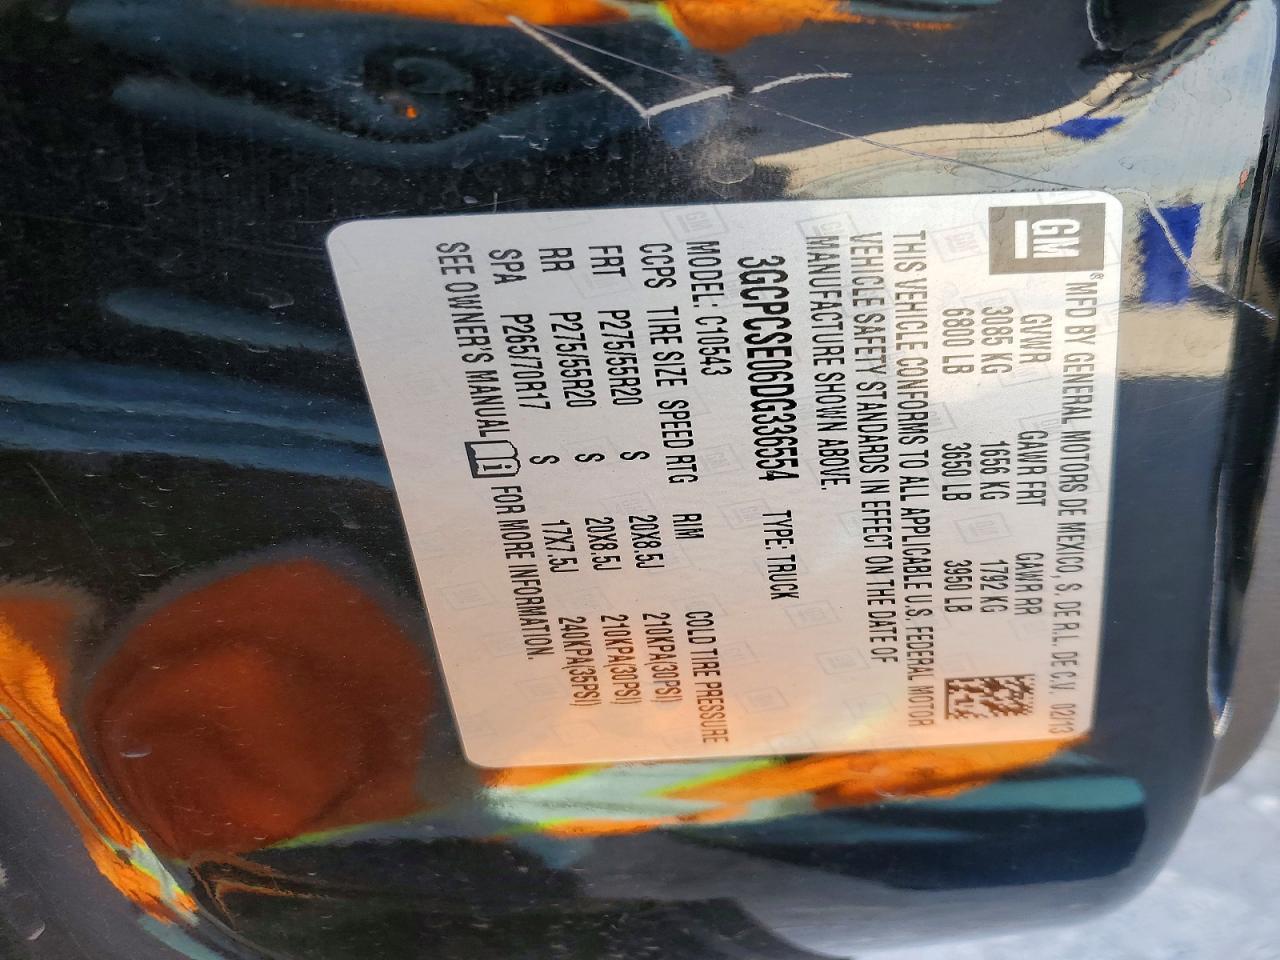 GM ® MFD BY GENERAL MOTORS DE MEXICO, S. DE R.L. DE C.V. 02/13
GVWR GAWR FRT GAWR RR
3085 KG 1656 KG 1792 KG
6800 LB 3650 LB 3950 LB
THIS VEHICLE CONFORMS TO ALL APPLICABLE U.S. FEDERAL MOTOR
VEHICLE SAFETY STANDARDS IN EFFECT ON THE DATE OF
MANUFACTURE SHOWN ABOVE.
3GCPCSE06DG336554 TYPE: TRUCK
MODEL: C10543
CCPS TIRE SIZE SPEED RTG RIM COLD TIRE PRESSURE
FRT P275/55R20 S 20X8.5J 210KPA(30PSI)
RR P275/55R20 S 20X8.5J 210KPA(30PSI)
SPA P265/70R17 S 17X7.5J 240KPA(35PSI)
SEE OWNER'S MANUAL i FOR MORE INFORMATION.